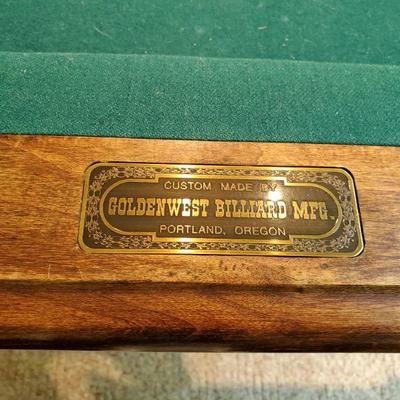 CUSTOM MADE BY
GOLDENWEST BILLIARD MFG.
PORTLAND, OREGON